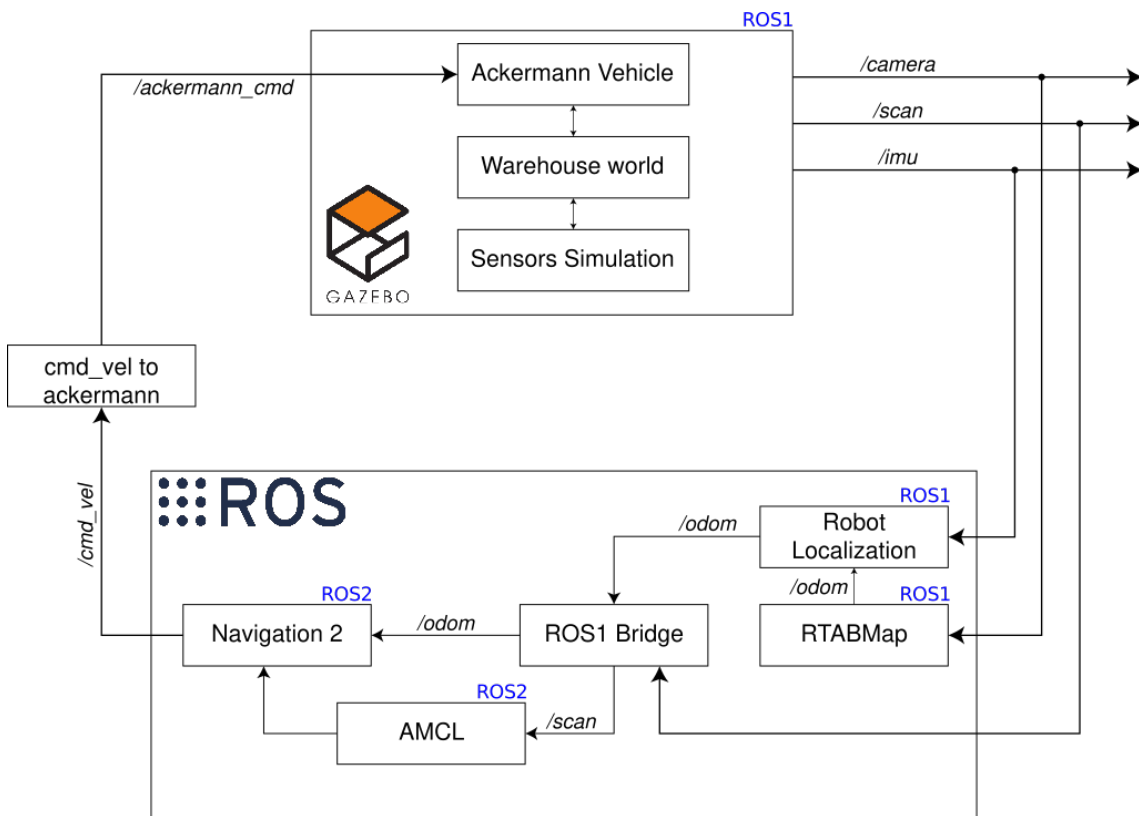 ROS1
Ackermann Vehicle
/camera
/ackermann_cmd
/scan
Warehouse world
/imu
Sensors Simulation
GAZEBO
cmd_vel to
ackermann
/cmd_vel
ROS
ROS1
/odom
Robot
Localization
/odom
ROS2
ROS1
Navigation 2
/odom
ROS1 Bridge
RTABMap
ROS2
/scan
AMCL